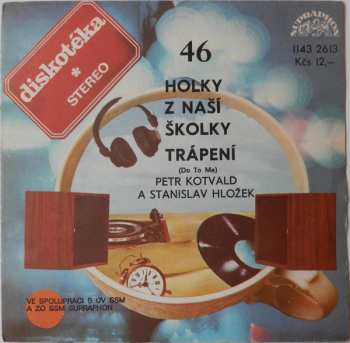 diskotéka
*
STEREO
SUPRAPHON
1143 2613
Kčs 12,–
46
HOLKY
Z NAŠÍ
ŠKOLKY
TRÁPENÍ
(Do To Me)
PETR KOTVALD
A STANISLAV HLOŽEK
VE SPOLUPRÁCI S ÚV SSM
A ZO SSM SUPRAPHON